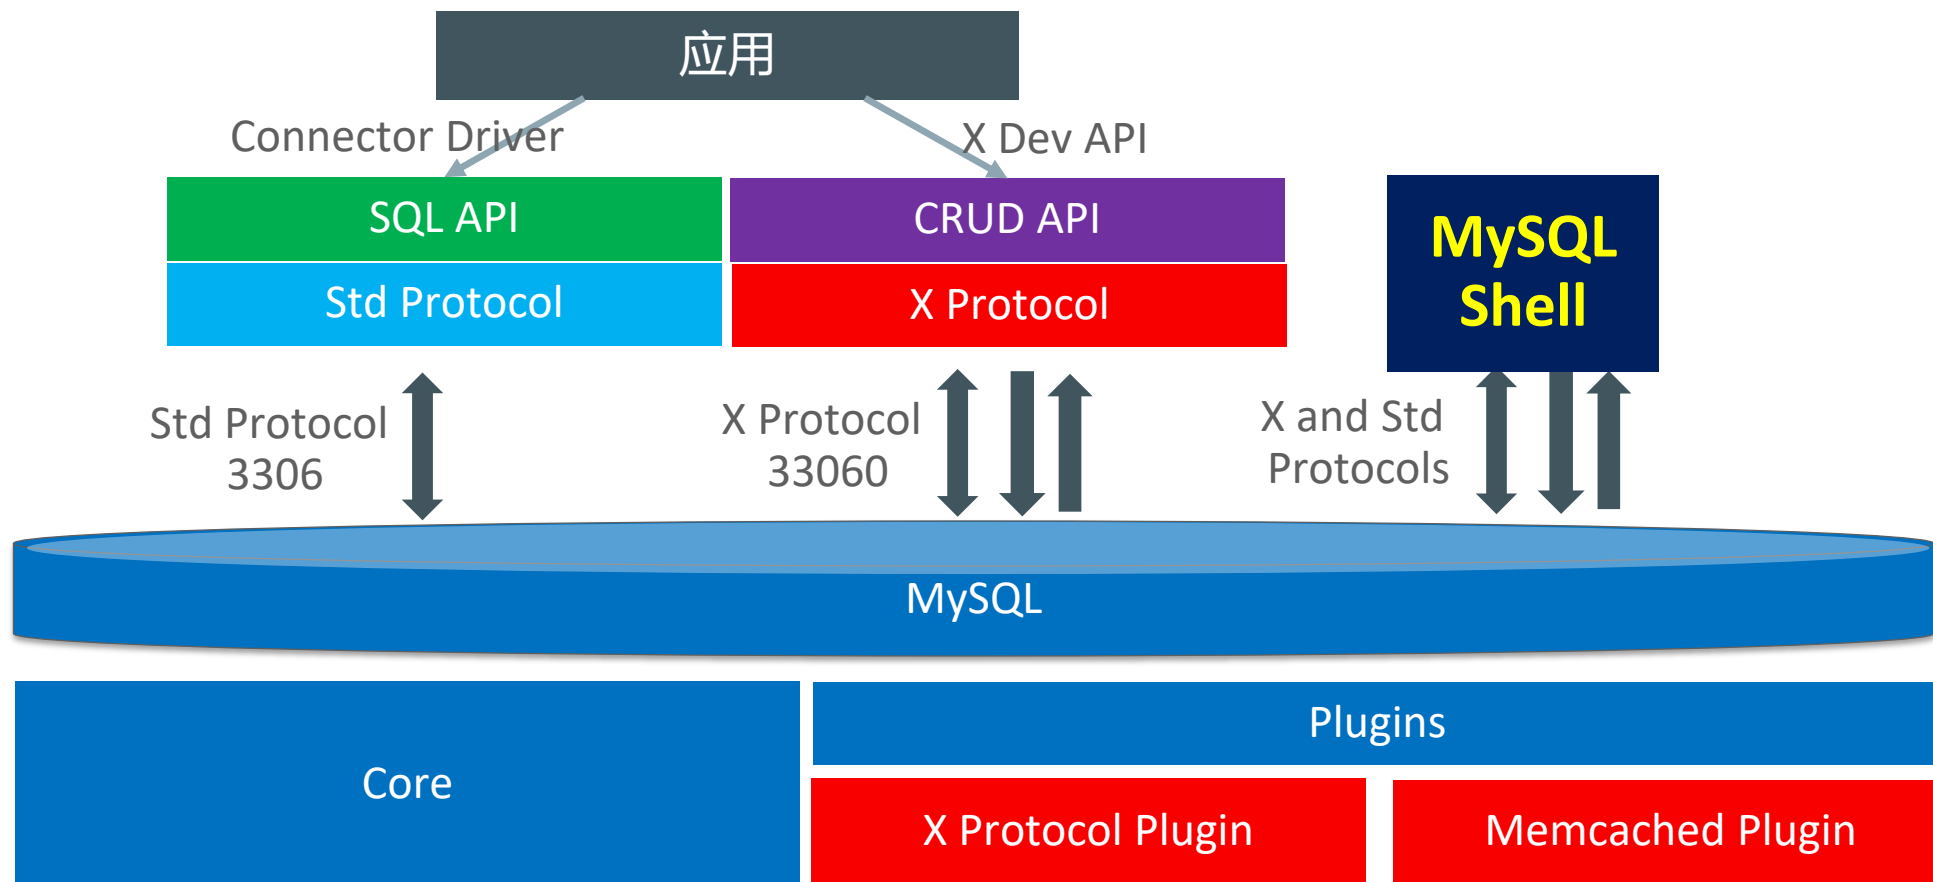 应用
Connector Driver
X Dev API
SQL API
CRUD API
MySQL
Shell
Std Protocol
X Protocol
Std Protocol
3306
X Protocol
33060
X and Std
Protocols
MySQL
Core
Plugins
X Protocol Plugin
Memcached Plugin